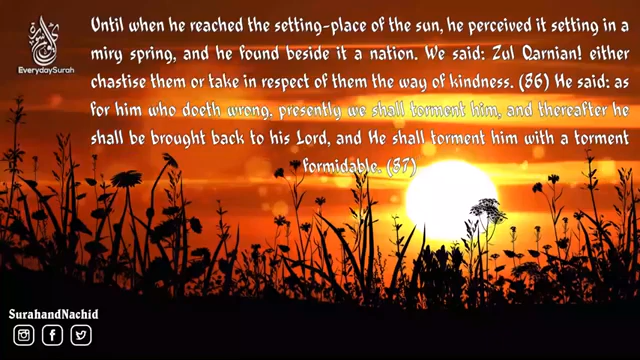 Until when he reached the setting-place of the sun, he perceived it setting in a
miry spring, and he found beside it a nation. We said: Zul Qarnian! either
chastise them or take in respect of them the way of kindness. (86) He said: as
for him who doeth wrong, presently we shall torment him, and thereafter he
shall be brought back to his Lord, and He shall torment him with a torment
formidable. (87)
EverydaySurah
SurahandNachid